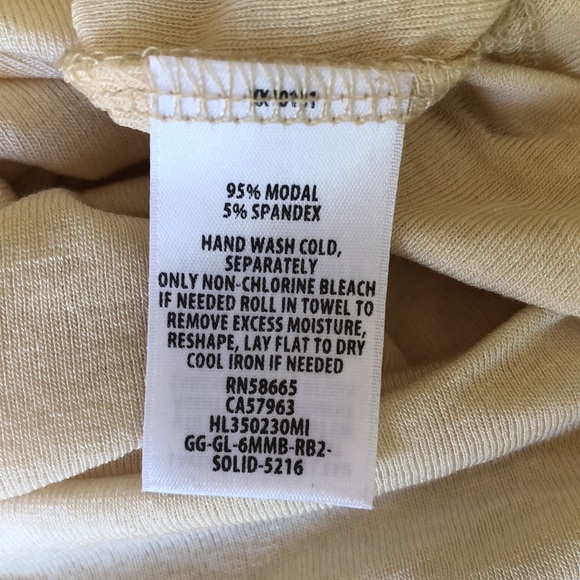 95% MODAL
5% SPANDEX
HAND WASH COLD,
SEPARATELY
ONLY NON-CHLORINE BLEACH
IF NEEDED ROLL IN TOWEL TO
REMOVE EXCESS MOISTURE,
RESHAPE, LAY FLAT TO DRY
COOL IRON IF NEEDED
RN58665
CA57963
HL350230MI
GG-GL-6MMB-RB2-
SOLID-5216